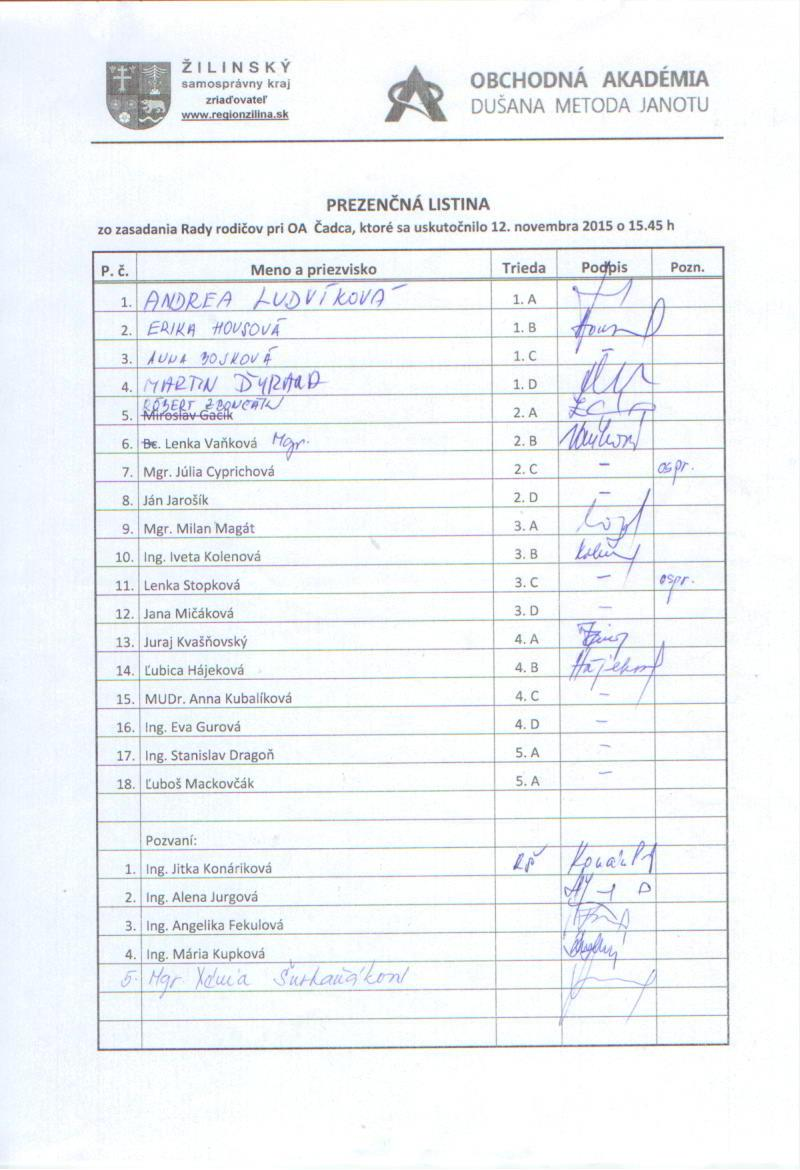 ŽILINSKÝ
samosprávny kraj
zriaďovateľ
www.regionzilina.sk
OBCHODNÁ AKADÉMIA
DUŠANA METODA JANOTU
PREZENČNÁ LISTINA
zo zasadania Rady rodičov pri OA Čadca, ktoré sa uskutočnilo 12. novembra 2015 o 15.45 h
P. č. Meno a priezvisko Trieda Podpis Pozn.
1. ANDREA LUDVÍKOVÁ 1. A
2. ERIKA HOUSOVÁ 1. B
3. ANNA BOJKOVÁ 1. C
4. MARTIN 1. D
RÓBERT
5. Miroslav Gacík 2. A
6. Bc. Lenka Vaňková Mgr. 2. B
7. Mgr. Júlia Cyprichová 2. C – ospr.
8. Ján Jarošík 2. D –
9. Mgr. Milan Magát 3. A
10. Ing. Iveta Kolenová 3. B
11. Lenka Stopková 3. C – ospr.
12. Jana Mičáková 3. D –
13. Juraj Kvašňovský 4. A
14. Ľubica Hájeková 4. B Hájeková
15. MUDr. Anna Kubalíková 4. C –
16. Ing. Eva Gurová 4. D –
17. Ing. Stanislav Dragoň 5. A –
18. Ľuboš Mackovčák 5. A –
Pozvaní:
1. Ing. Jitka Konáriková RŠ
2. Ing. Alena Jurgová
3. Ing. Angelika Fekulová
4. Ing. Mária Kupková
5. Mgr.